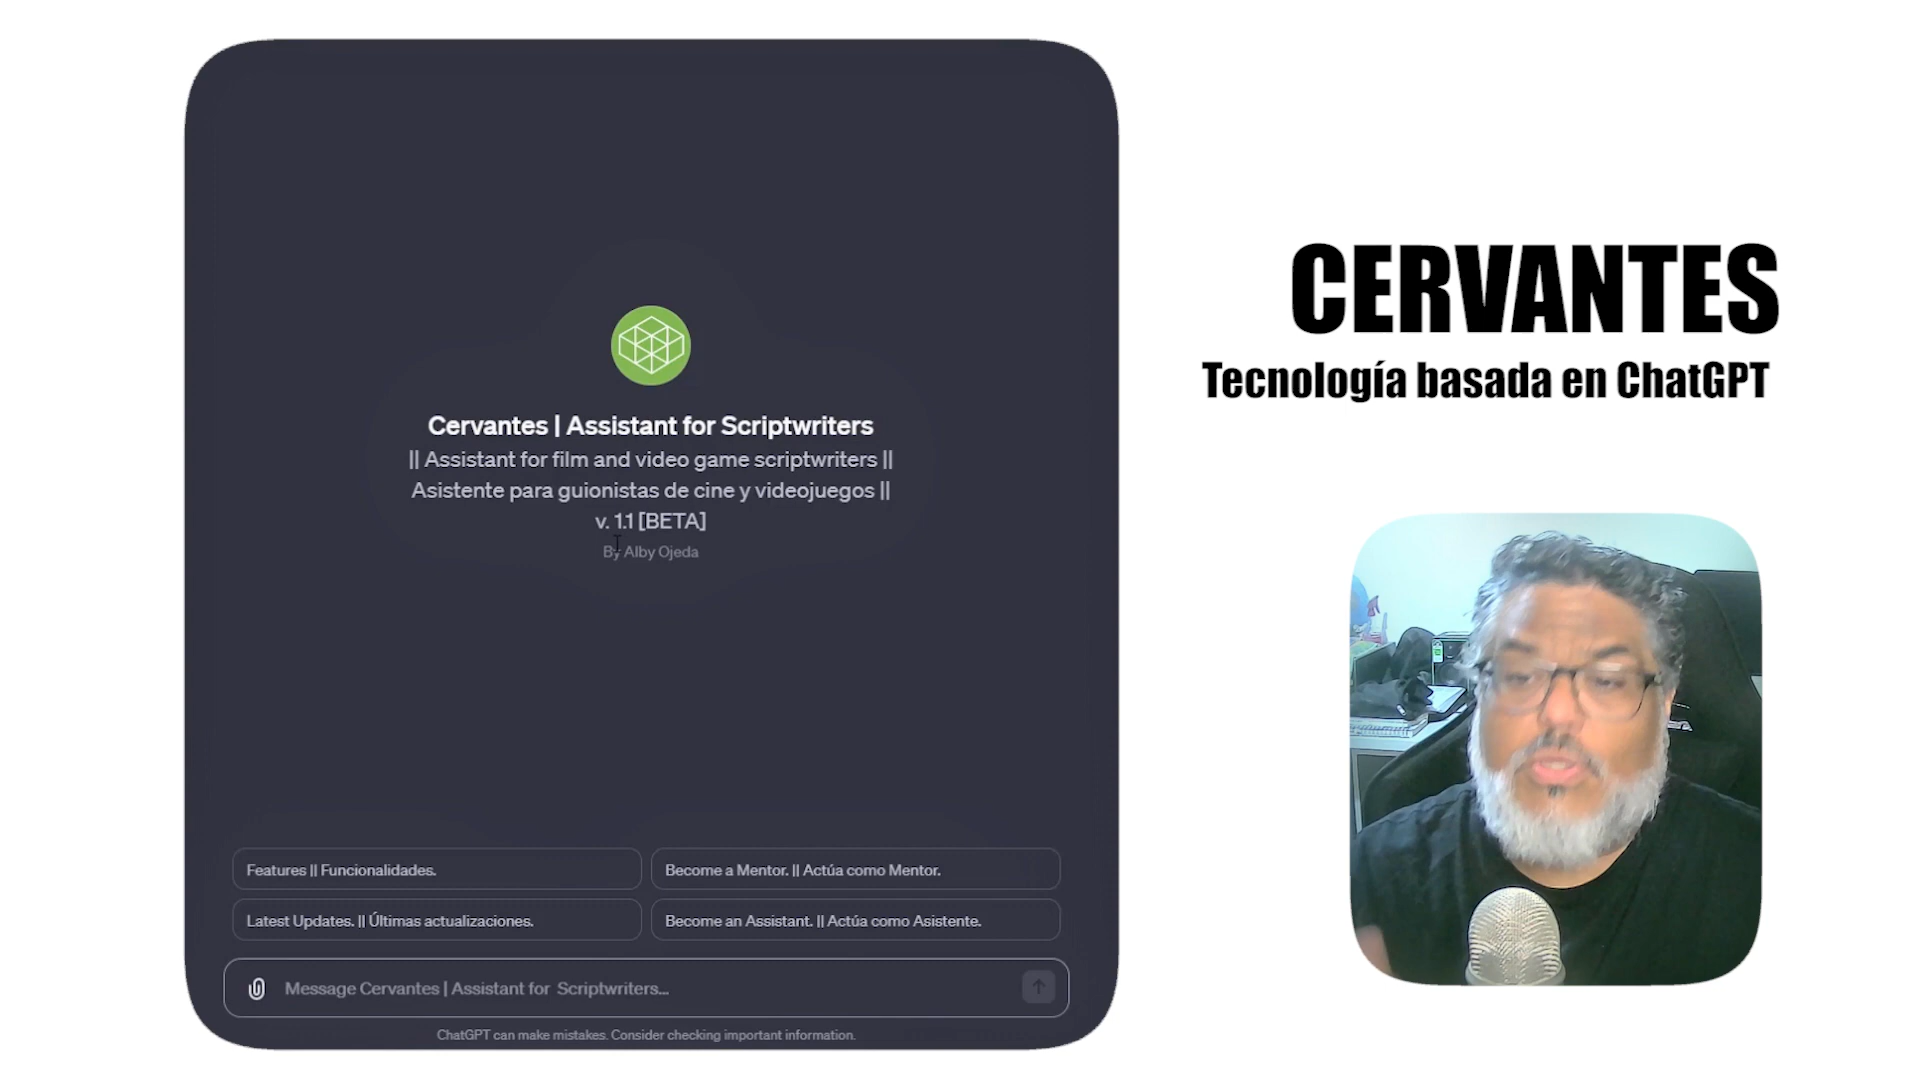 Cervantes | Assistant for Scriptwriters
|| Assistant for film and video game scriptwriters ||
Asistente para guionistas de cine y videojuegos ||
v. 1.1 [BETA]
By Alby Ojeda
Features || Funcionalidades.
Become a Mentor. || Actúa como Mentor.
Latest Updates. || Últimas actualizaciones.
Become an Assistant. || Actúa como Asistente.
Message Cervantes | Assistant for Scriptwriters...
ChatGPT can make mistakes. Consider checking important information.
CERVANTES
Tecnología basada en ChatGPT